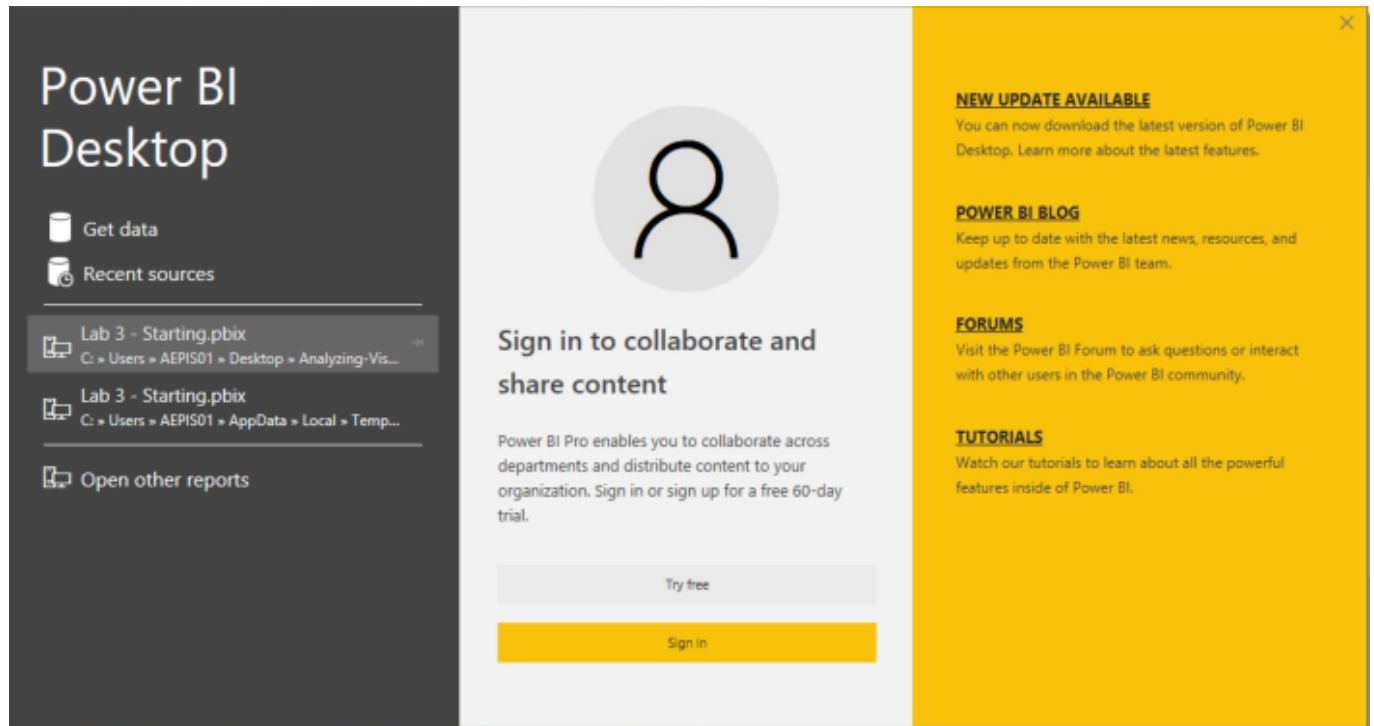 Power BI
Desktop
Get data
Recent sources
Lab 3 - Starting.pbix
C: » Users » AEPIS01 » Desktop » Analyzing-Vis...
Lab 3 - Starting.pbix
C: » Users » AEPIS01 » AppData » Local » Temp...
Open other reports
Sign in to collaborate and
share content
Power BI Pro enables you to collaborate across
departments and distribute content to your
organization. Sign in or sign up for a free 60-day
trial.
Try free
Sign in
NEW UPDATE AVAILABLE
You can now download the latest version of Power BI
Desktop. Learn more about the latest features.
POWER BI BLOG
Keep up to date with the latest news, resources, and
updates from the Power BI team.
FORUMS
Visit the Power BI Forum to ask questions or interact
with other users in the Power BI community.
TUTORIALS
Watch our tutorials to learn about all the powerful
features inside of Power BI.